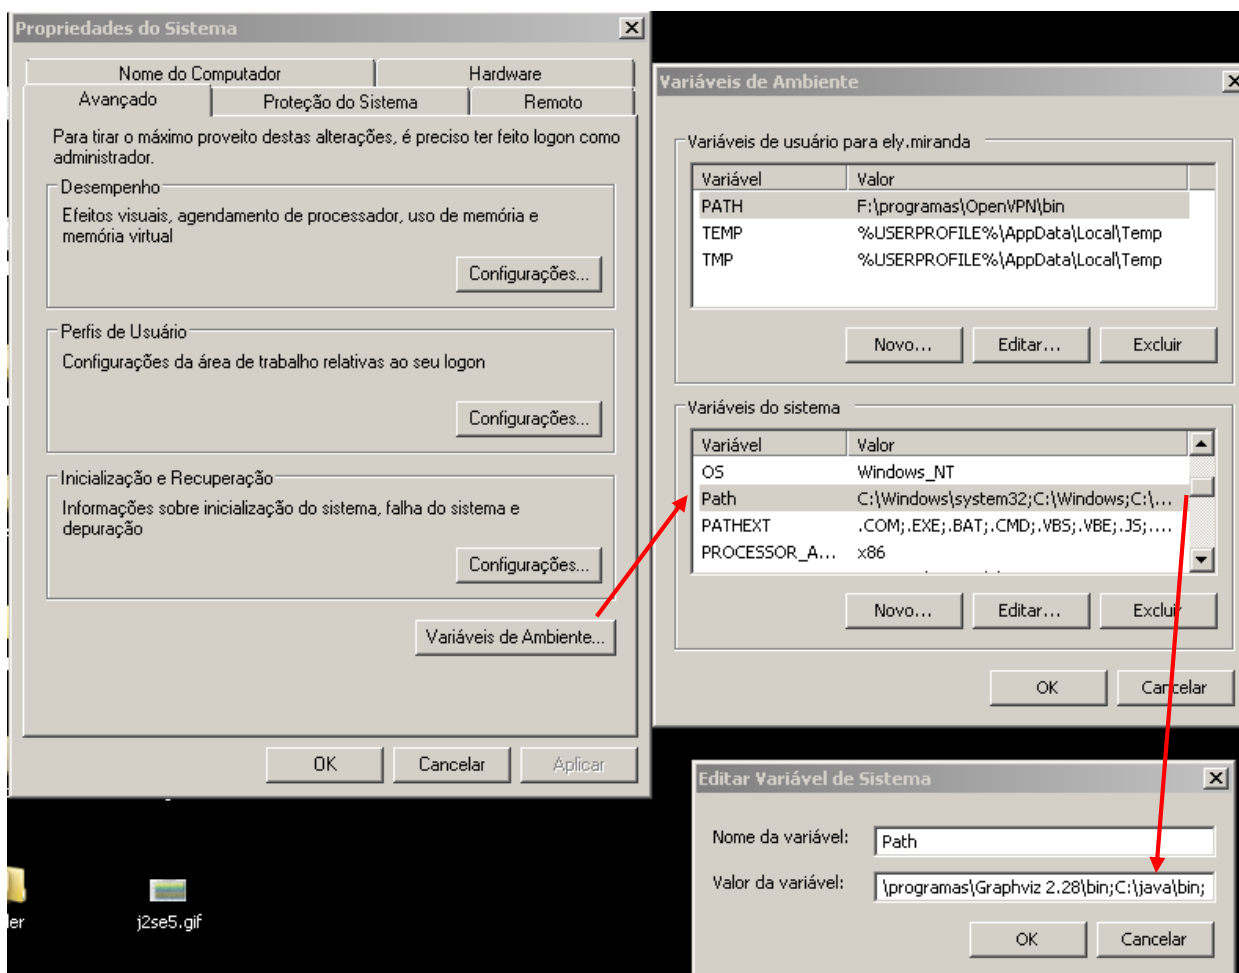 Propriedades do Sistema
Nome do Computador
Hardware
Avançado
Proteção do Sistema
Remoto
Para tirar o máximo proveito destas alterações, é preciso ter feito logon como
administrador.
Desempenho
Efeitos visuais, agendamento de processador, uso de memória e
memória virtual
Configurações...
Perfis de Usuário
Configurações da área de trabalho relativas ao seu logon
Configurações...
Inicialização e Recuperação
Informações sobre inicialização do sistema, falha do sistema e
depuração
Configurações...
Variáveis de Ambiente...
OK
Cancelar
Aplicar
Variáveis de Ambiente
Variáveis de usuário para ely.miranda
Variável Valor
PATH F:\programas\OpenVPN\bin
TEMP %USERPROFILE%\AppData\Local\Temp
TMP %USERPROFILE%\AppData\Local\Temp
Novo...
Editar...
Excluir
Variáveis do sistema
Variável Valor
OS Windows_NT
Path C:\Windows\system32;C:\Windows;C:\...
PATHEXT .COM;.EXE;.BAT;.CMD;.VBS;.VBE;.JS;....
PROCESSOR_A... x86
Novo...
Editar...
Excluir
OK
Cancelar
Editar Variável de Sistema
Nome da variável: Path
Valor da variável: \programas\Graphviz 2.28\bin;C:\java\bin;
OK
Cancelar
ler
j2se5.gif